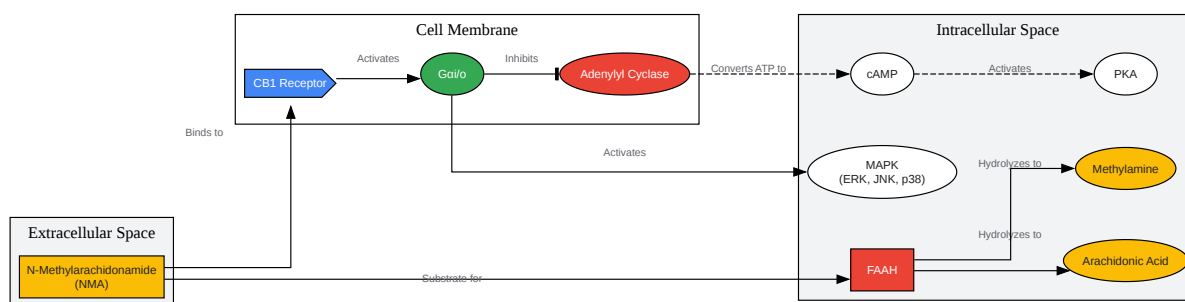 Cell Membrane
Intracellular Space
CB1 Receptor
Activates
Gαi/o
Inhibits
Adenylyl Cyclase
Converts ATP to
cAMP
Activates
PKA
Binds to
Activates
MAPK
(ERK, JNK, p38)
Hydrolyzes to
Methylamine
Extracellular Space
N-Methylarachidonamide
(NMA)
Substrate for
FAAH
Hydrolyzes to
Arachidonic Acid